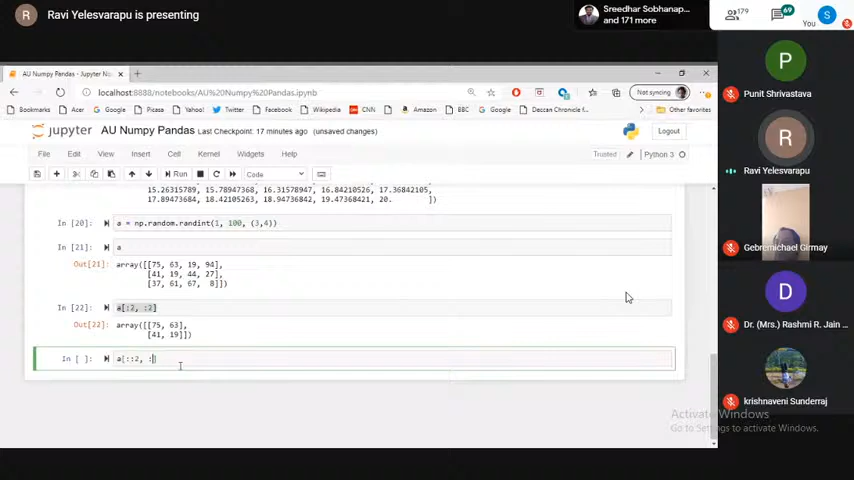 R Ravi Yelesvarapu is presenting
Sreedhar Sobhanap...
and 171 more
179
69
You
S
AU Numpy Pandas - Jupyter No
localhost:8888/notebooks/AU%20Numpy%20Pandas.ipynb
Not syncing
Bookmarks Acer Google Picasa Yahoo Twitter Facebook Wikipedia CNN Amazon BBC Google Deccan Chronicle Other favorites
jupyter AU Numpy Pandas Last Checkpoint: 17 minutes ago (unsaved changes)
Logout
File Edit View Insert Cell Kernel Widgets Help
Trusted Python 3
Run Code
15.26315789, 15.78947368, 16.31578947, 16.84210526, 17.36842105,
17.89473684, 18.42105263, 18.94736842, 19.47368421, 20. ])
In [20]: a = np.random.randint(1, 100, (3,4))
In [21]: a
Out[21]: array([[75, 63, 19, 94],
[41, 19, 44, 27],
[37, 61, 67, 8]])
In [22]: a[:2, :2]
Out[22]: array([[75, 63],
[41, 19]])
In [ ]: a[::2, :]
Activate Windows
Go to Settings to activate Windows.
P
Punit Shrivastava
R
Ravi Yelesvarapu
Gebremichael Girmay
D
Dr. (Mrs.) Rashmi R. Jain ...
krishnaveni Sunderraj